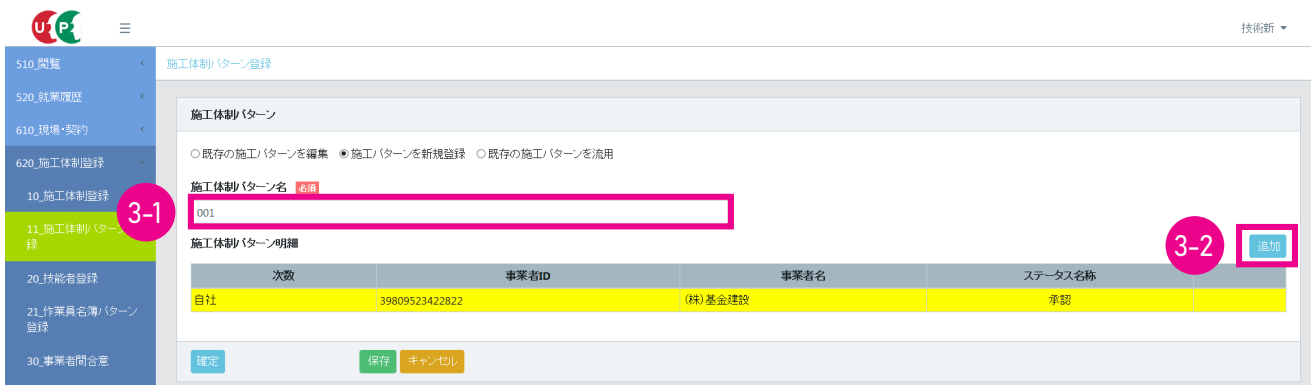 UP
技術新
510_閲覧
施工体制パターン登録
520_就業履歴
施工体制パターン
610_現場・契約
○既存の施工パターンを編集 ◉施工パターンを新規登録 ○既存の施工パターンを流用
620_施工体制登録
施工体制パターン名 必須
10_施工体制登録
3-1
001
11_施工体制パターン
録
施工体制パターン明細
3-2
追加
次数 事業者ID 事業者名 ステータス名称
20_技能者登録
自社 39809523422822 (株)基金建設 承認
21_作業員名簿パターン
登録
30_事業者間合意
確定 保存 キャンセル